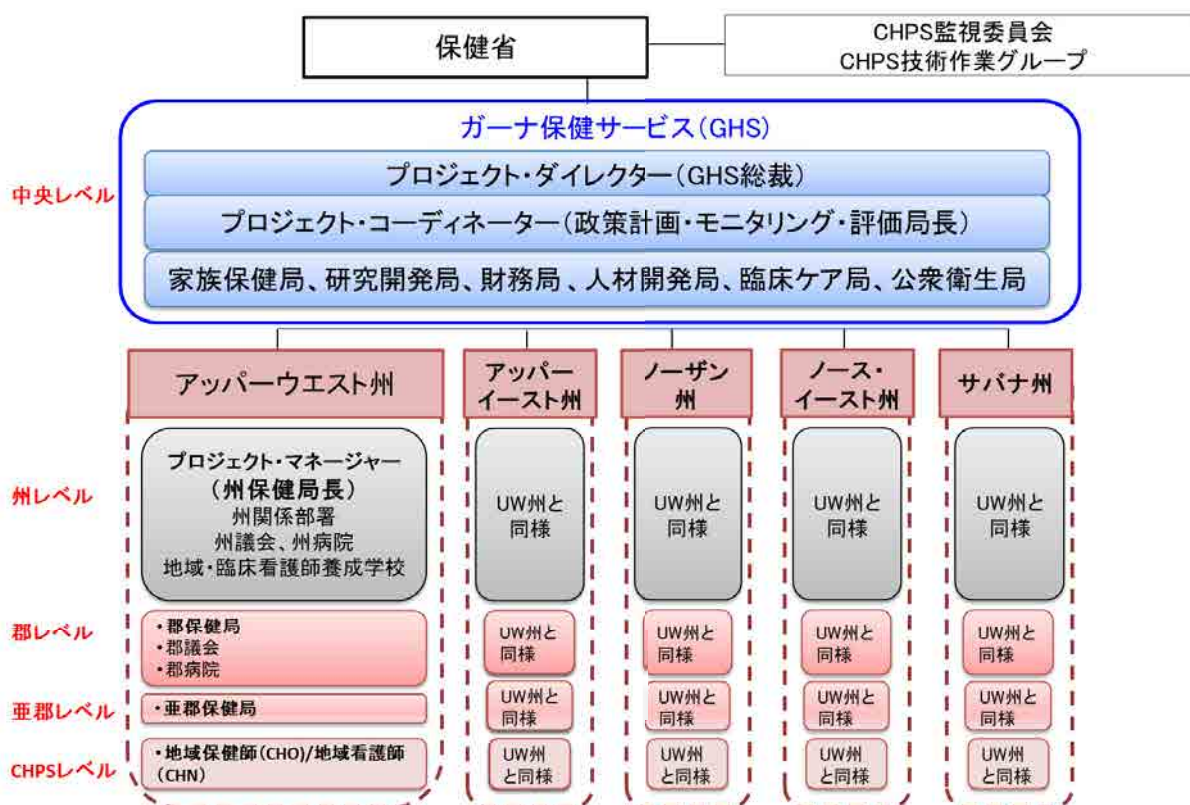 保健省
CHPS監視委員会
CHPS技術作業グループ
ガーナ保健サービス(GHS)
中央レベル
プロジェクト・ダイレクター(GHS総裁)
プロジェクト・コーディネーター(政策計画・モニタリング・評価局長)
家族保健局、研究開発局、財務局、人材開発局、臨床ケア局、公衆衛生局
アッパーウエスト州
アッパー
イースト州
ノーザン
州
ノース・
イースト州
サバナ州
州レベル
プロジェクト・マネージャー
(州保健局長)
州関係部署
州議会、州病院
地域・臨床看護師養成学校
UW州と
同様
UW州と
同様
UW州と
同様
UW州と
同様
郡レベル
・郡保健局
・郡議会
・郡病院
UW州と
同様
UW州と
同様
UW州と
同様
UW州と
同様
亜郡レベル
・亜郡保健局
UW州と
同様
UW州と
同様
UW州と
同様
UW州と
同様
CHPSレベル
・地域保健師(CHO)/地域看護師
(CHN)
UW州
と同様
UW州
と同様
UW州
と同様
UW州
と同様